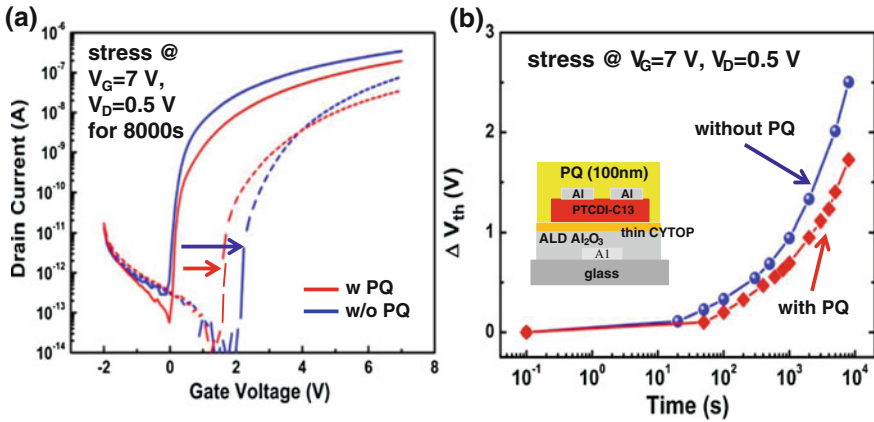 (a)
stress @
V_G=7 V,
V_D=0.5 V
for 8000s
w PQ
w/o PQ
Drain Current (A)
10^-6
10^-7
10^-8
10^-9
10^-10
10^-11
10^-12
10^-13
10^-14
-2 0 2 4 6 8
Gate Voltage (V)
(b)
stress @ V_G=7 V, V_D=0.5 V
without PQ
with PQ
PQ (100nm)
Al Al
PTCDI-C13
thin CYTOP
ALD Al₂O₃
Al
glass
Δ V_th (V)
3
2
1
0
10^-1 10^0 10^1 10^2 10^3 10^4
Time (s)